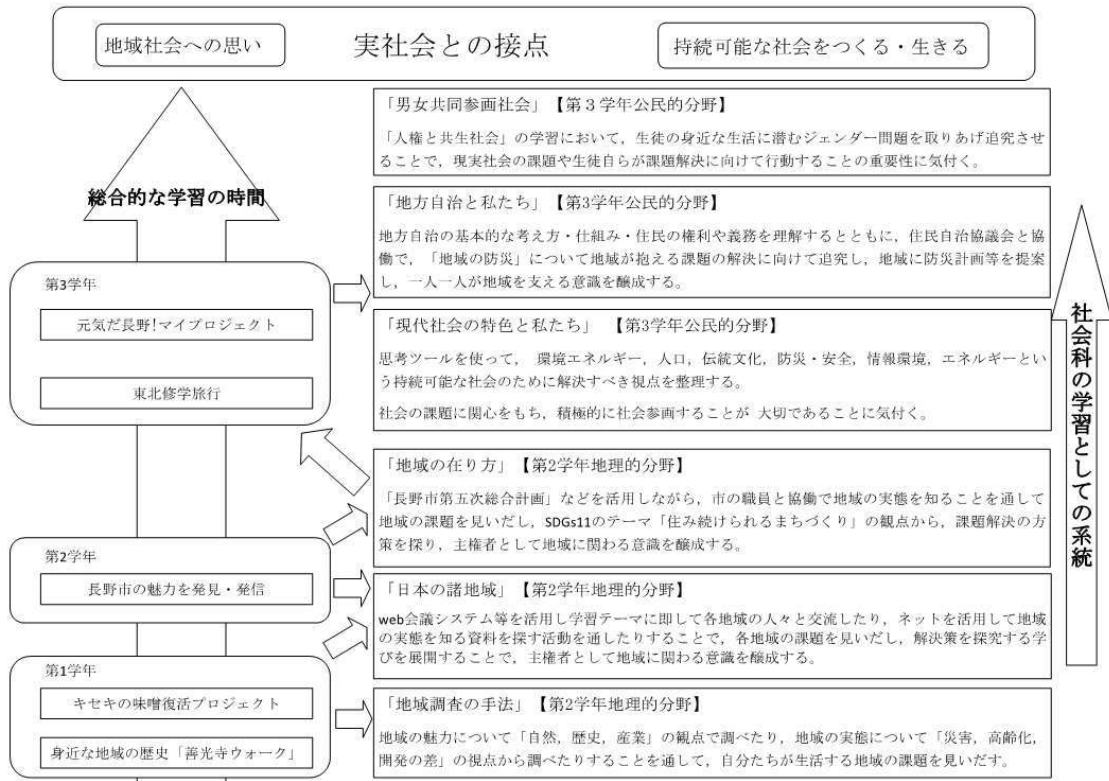 地域社会への思い
実社会との接点
持続可能な社会をつくる・生きる
総合的な学習の時間
第3学年
元気だ長野!マイプロジェクト
東北修学旅行
第2学年
長野市の魅力を発見・発信
第1学年
キセキの味噌復活プロジェクト
身近な地域の歴史「善光寺ウォーク」
「男女共同参画社会」【第３学年公民的分野】
「人権と共生社会」の学習において，生徒の身近な生活に潜むジェンダー問題を取りあげ追究させ
ることで，現実社会の課題や生徒自らが課題解決に向けて行動することの重要性に気付く。
「地方自治と私たち」【第3学年公民的分野】
地方自治の基本的な考え方・仕組み・住民の権利や義務を理解するとともに，住民自治協議会と協
働で，「地域の防災」について地域が抱える課題の解決に向けて追究し，地域に防災計画等を提案
し，一人一人が地域を支える意識を醸成する。
「現代社会の特色と私たち」 【第3学年公民的分野】
思考ツールを使って， 環境エネルギー，人口，伝統文化，防災・安全，情報環境，エネルギーとい
う持続可能な社会のために解決すべき視点を整理する。
社会の課題に関心をもち，積極的に社会参画することが 大切であることに気付く。
「地域の在り方」【第2学年地理的分野】
「長野市第五次総合計画」などを活用しながら，市の職員と協働で地域の実態を知ることを通して
地域の課題を見いだし，SDGs11のテーマ「住み続けられるまちづくり」の観点から，課題解決の方
策を探り，主権者として地域に関わる意識を醸成する。
「日本の諸地域」【第2学年地理的分野】
web会議システム等を活用し学習テーマに即して各地域の人々と交流したり，ネットを活用して地域
の実態を知る資料を探す活動を通したりすることで，各地域の課題を見いだし，解決策を探究する学
びを展開することで，主権者として地域に関わる意識を醸成する。
「地域調査の手法」【第2学年地理的分野】
地域の魅力について「自然，歴史，産業」の観点で調べたり，地域の実態について「災害，高齢化，
開発の差」の視点から調べたりすることを通して，自分たちが生活する地域の課題を見いだす。
社会科の学習としての系統